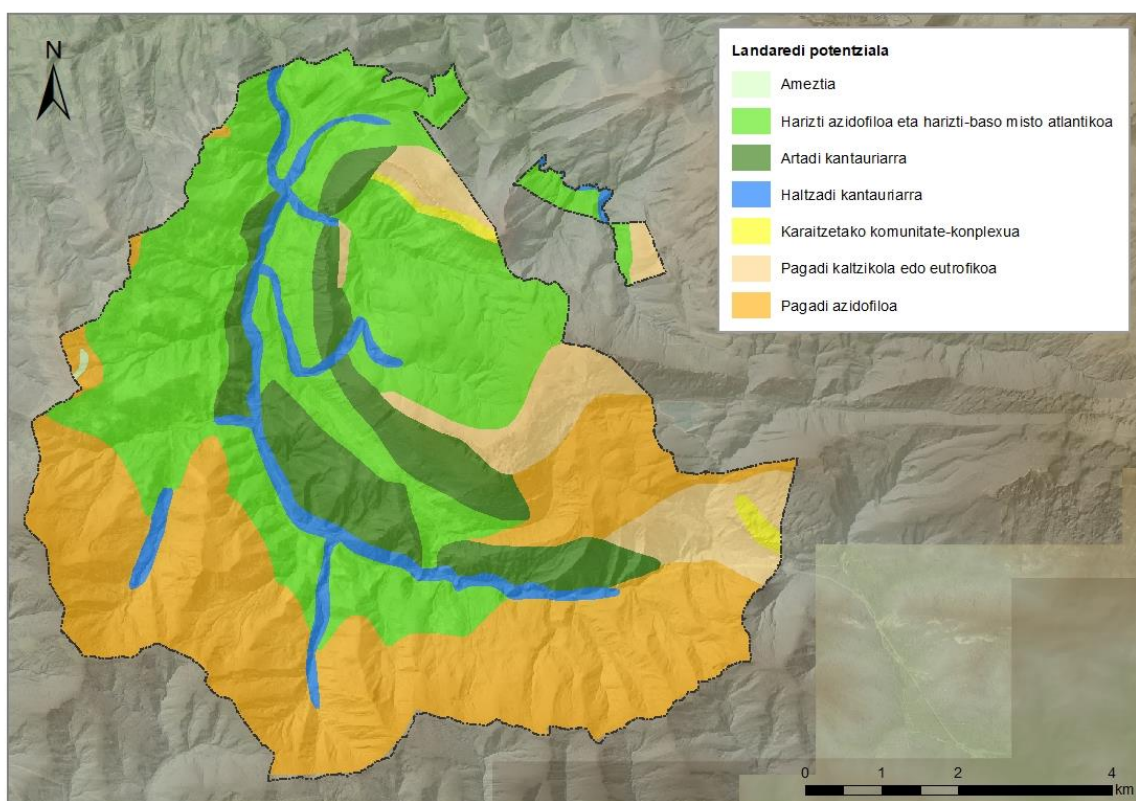 N
Landaredi potentziala
Ameztia
Harizti azidofiloa eta harizti-baso misto atlantikoa
Artadi kantauriarra
Haltzadi kantauriarra
Karaitzetako komunitate-konplexua
Pagadi kaltzikola edo eutrofikoa
Pagadi azidofiloa
0 1 2 4
km